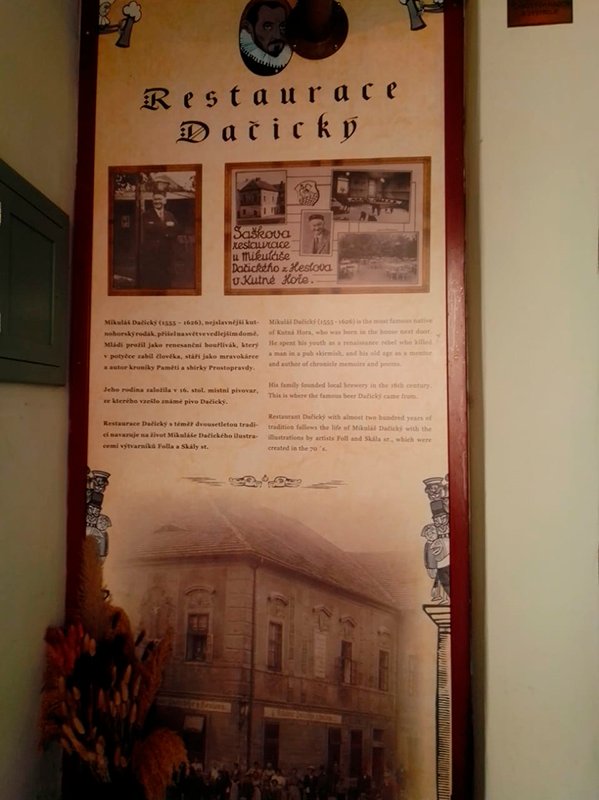 Restaurace
Dačický
Šaškova
restaurace
u Mikuláše
Dačického z Heslova
v Kutné Hoře.
Mikuláš Dačický (1555 - 1626), nejslavnější kut-
nohorský rodák, přišel na svět ve vedlejším domě.
Mládí prožil jako renesanční bouřlivák, který
v potyčce zabil člověka, stáří jako mravokárce
a autor kroniky Paměti a sbírky Prostopravdy.
Jeho rodina založila v 16. stol. místní pivovar,
ze kterého vzešlo známé pivo Dačický.
Restaurace Dačický s téměř dvousetletou tradi-
cí navazuje na život Mikuláše Dačického ilustra-
cemi výtvarníků Folla a Skály st.
Mikuláš Dačický (1555 - 1626) is the most famous native
of Kutná Hora, who was born in the house next door.
He spent his youth as a renaissance rebel who killed
a man in a pub skirmish, and his old age as a mentor
and author of chronicle memoirs and poems.
His family founded local brewery in the 16th century.
This is where the famous beer Dačický came from.
Restaurant Dačický with almost two hundred years of
tradition follows the life of Mikuláš Dačický with the
illustrations by artists Foll and Skála st., which were
created in the 70´s.